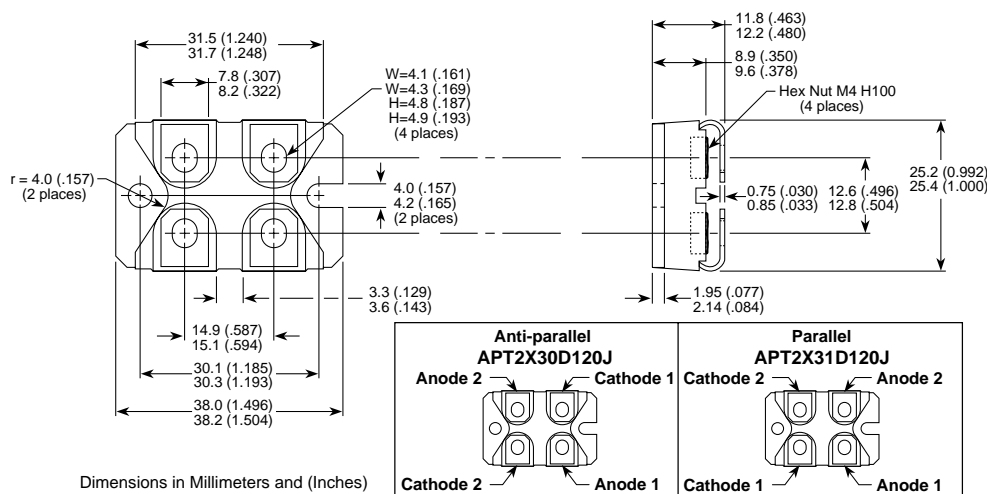 31.5 (1.240)
31.7 (1.248)
7.8 (.307)
8.2 (.322)
W=4.1 (.161)
W=4.3 (.169)
H=4.8 (.187)
H=4.9 (.193)
(4 places)
r = 4.0 (.157)
(2 places)
4.0 (.157)
4.2 (.165)
(2 places)
3.3 (.129)
3.6 (.143)
14.9 (.587)
15.1 (.594)
30.1 (1.185)
30.3 (1.193)
38.0 (1.496)
38.2 (1.504)
11.8 (.463)
12.2 (.480)
8.9 (.350)
9.6 (.378)
Hex Nut M4 H100
(4 places)
0.75 (.030)
0.85 (.033)
12.6 (.496)
12.8 (.504)
25.2 (0.992)
25.4 (1.000)
1.95 (.077)
2.14 (.084)
Anti-parallel
APT2X30D120J
Anode 2
Cathode 1
Cathode 2
Anode 1
Parallel
APT2X31D120J
Cathode 2
Anode 2
Cathode 1
Anode 1
Dimensions in Millimeters and (Inches)